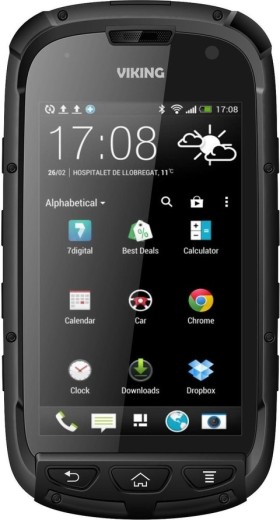 VIKING
17:08
17:08
26/02 | HOSPITALET DE LLOBREGAT, 11°C
Alphabetical
7digital Best Deals Calculator
Calendar Car Chrome
Clock Downloads Dropbox